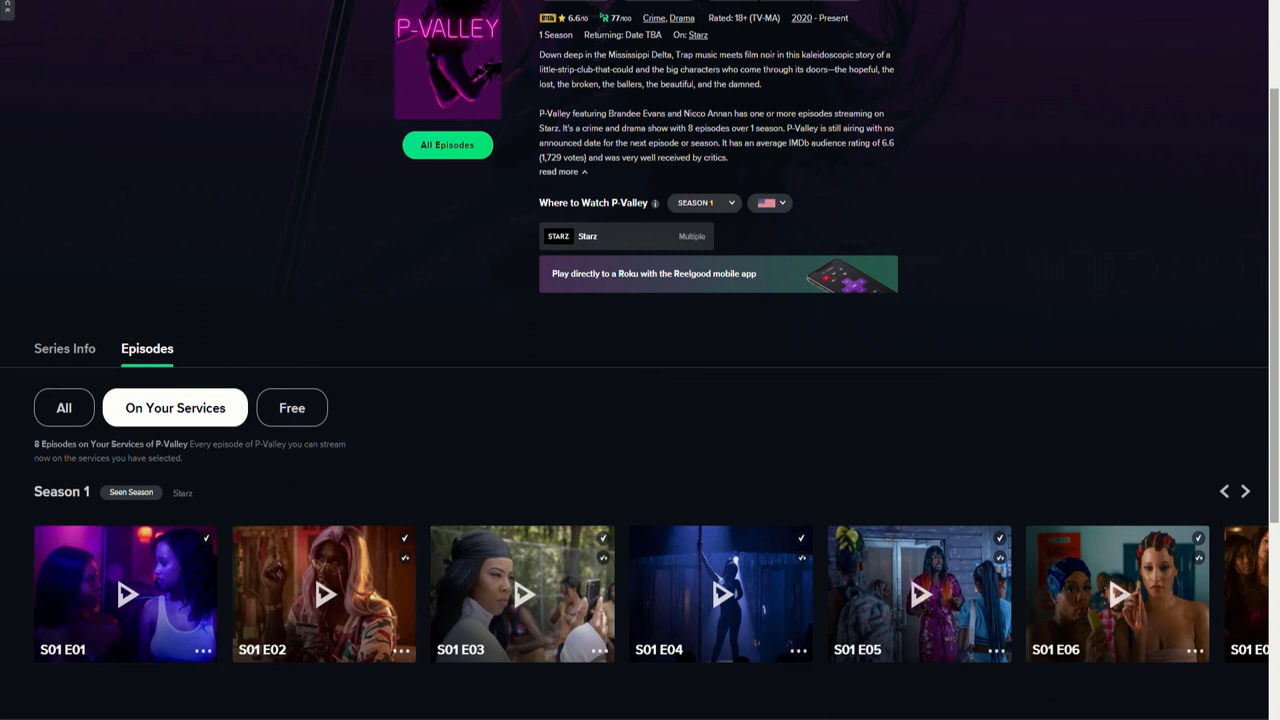 P-VALLEY
IMDb 6.6/10 R 77/100 Crime, Drama Rated: 18+ (TV-MA) 2020 - Present
1 Season Returning: Date TBA On: Starz
Down deep in the Mississippi Delta, Trap music meets film noir in this kaleidoscopic story of a
little-strip-club-that-could and the big characters who come through its doors—the hopeful, the
lost, the broken, the ballers, the beautiful, and the damned.
P-Valley featuring Brandee Evans and Nicco Annan has one or more episodes streaming on
Starz. It's a crime and drama show with 8 episodes over 1 season. P-Valley is still airing with no
announced date for the next episode or season. It has an average IMDb audience rating of 6.6
(1,729 votes) and was very well received by critics.
read more
All Episodes
Where to Watch P-Valley SEASON 1
STARZ Starz Multiple
Play directly to a Roku with the Reelgood mobile app
Series Info Episodes
All On Your Services Free
8 Episodes on Your Services of P-Valley Every episode of P-Valley you can stream
now on the services you have selected.
Season 1 Seen Season Starz
S01 E01 S01 E02 S01 E03 S01 E04 S01 E05 S01 E06 S01 E0